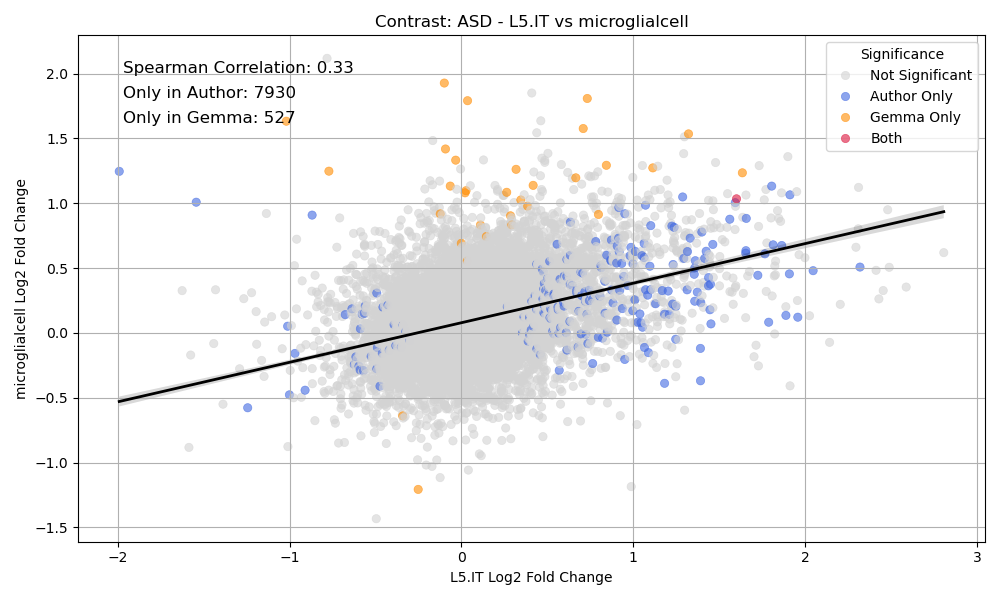 Contrast: ASD - L5.IT vs microglialcell
Spearman Correlation: 0.33
Only in Author: 7930
Only in Gemma: 527
Significance
Not Significant
Author Only
Gemma Only
Both
microglialcell Log2 Fold Change
2.0
1.5
1.0
0.5
0.0
−0.5
−1.0
−1.5
−2
−1
0
1
2
3
L5.IT Log2 Fold Change